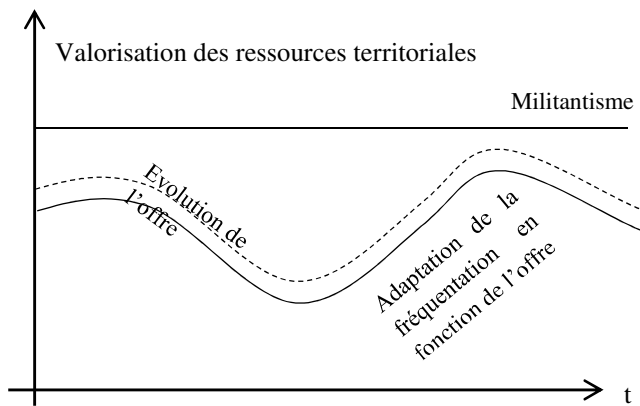 Valorisation des ressources territoriales
Militantisme
Evolution de
l'offre
Adaptation de la
fréquentation en
fonction de l'offre
t